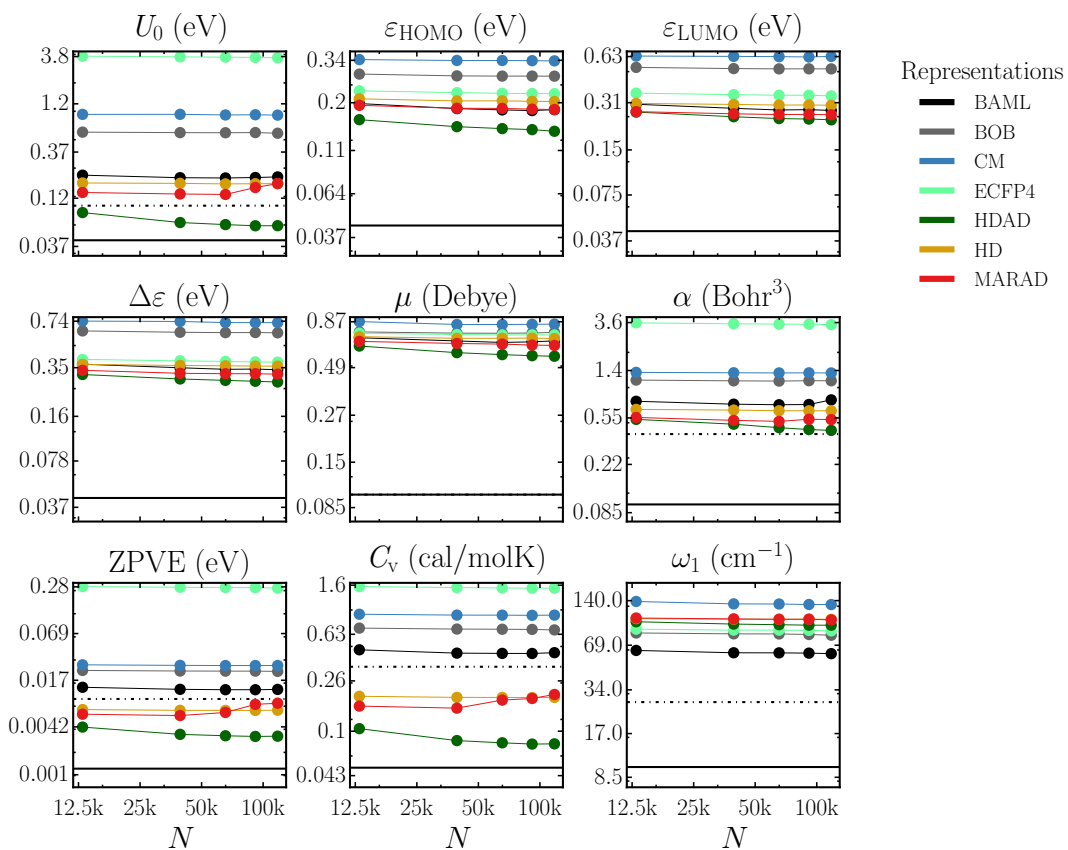 U₀ (eV)
3.8
1.2
0.37
0.12
0.037
ε_HOMO (eV)
0.34
0.2
0.11
0.064
0.037
ε_LUMO (eV)
0.63
0.31
0.15
0.075
0.037
Representations
BAML
BOB
CM
ECFP4
HDAD
HD
MARAD
Δε (eV)
0.74
0.35
0.16
0.078
0.037
μ (Debye)
0.87
0.49
0.27
0.15
0.085
α (Bohr³)
3.6
1.4
0.55
0.22
0.085
ZPVE (eV)
0.28
0.069
0.017
0.0042
0.001
12.5k 25k 50k 100k
N
C_v (cal/molK)
1.6
0.63
0.26
0.1
0.043
12.5k 25k 50k 100k
N
ω₁ (cm⁻¹)
140.0
69.0
34.0
17.0
8.5
12.5k 25k 50k 100k
N